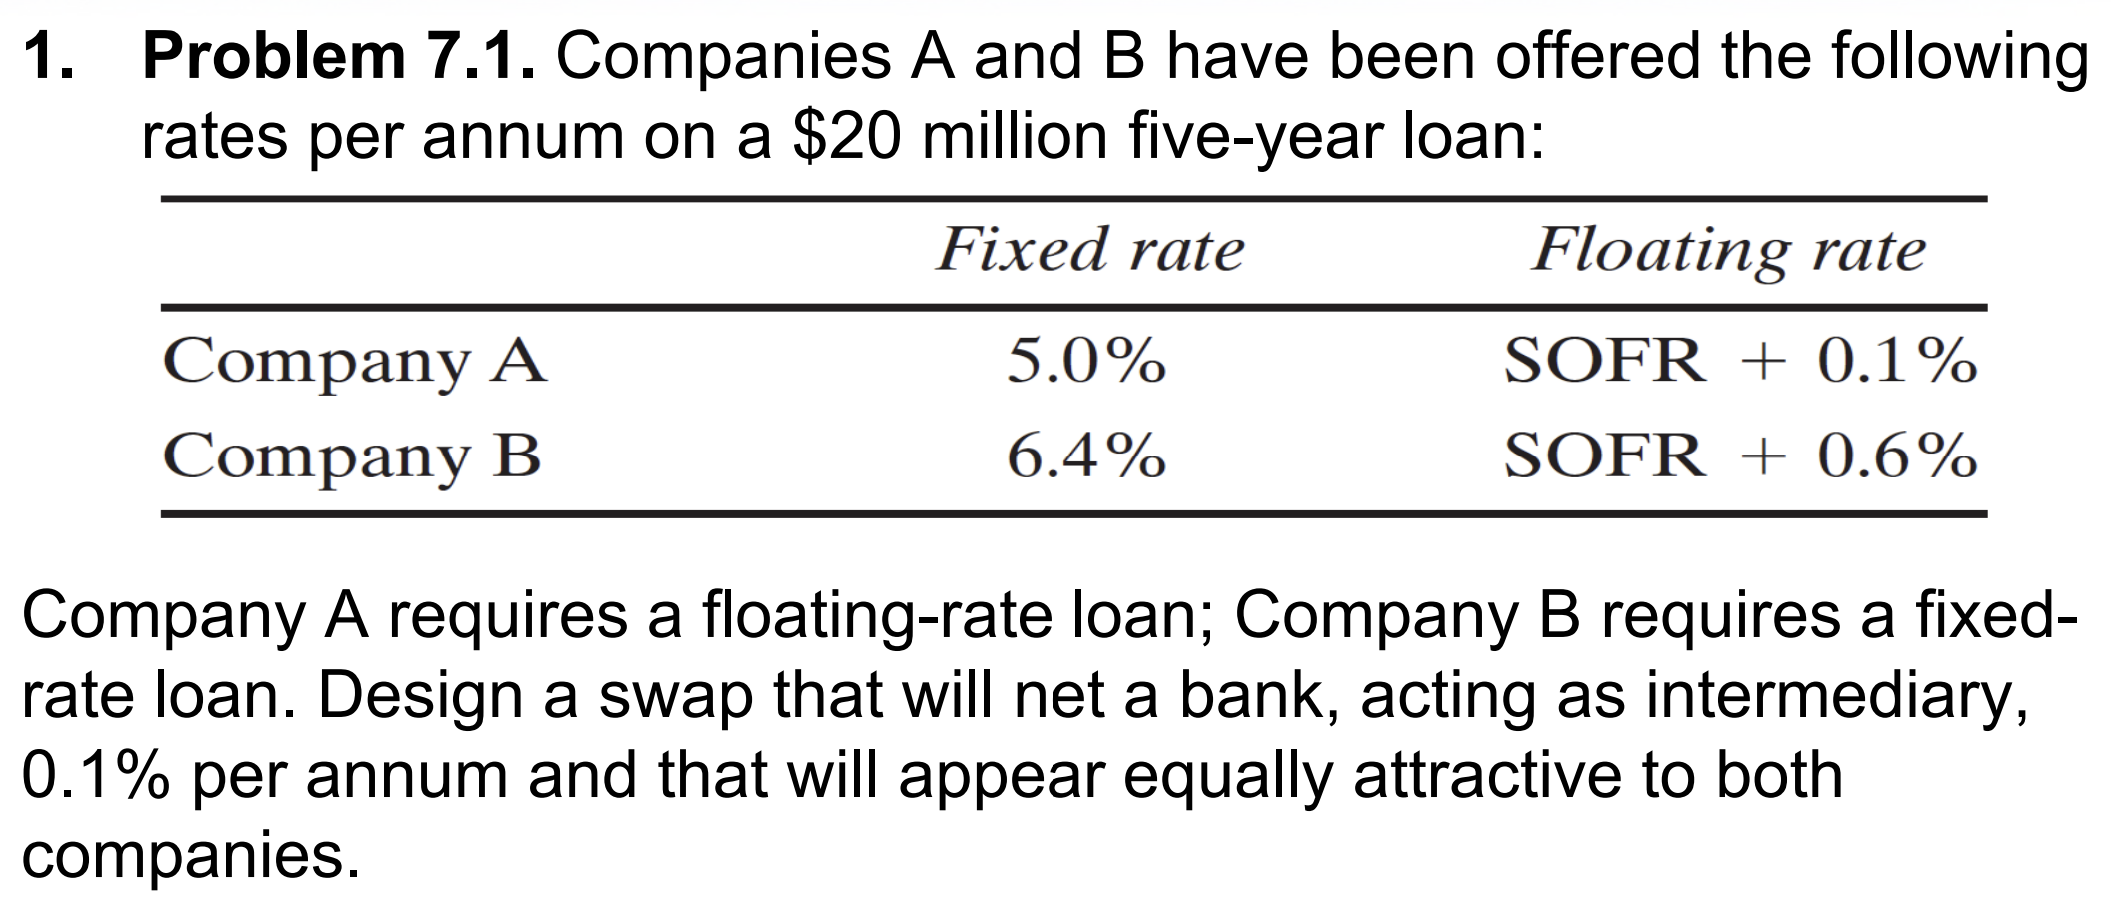 1. Problem 7.1. Companies A and B have been offered the following
rates per annum on a $20 million five-year loan:
Fixed rate Floating rate
Company A 5.0% SOFR + 0.1%
Company B 6.4% SOFR + 0.6%
Company A requires a floating-rate loan; Company B requires a fixed-
rate loan. Design a swap that will net a bank, acting as intermediary,
0.1% per annum and that will appear equally attractive to both
companies.